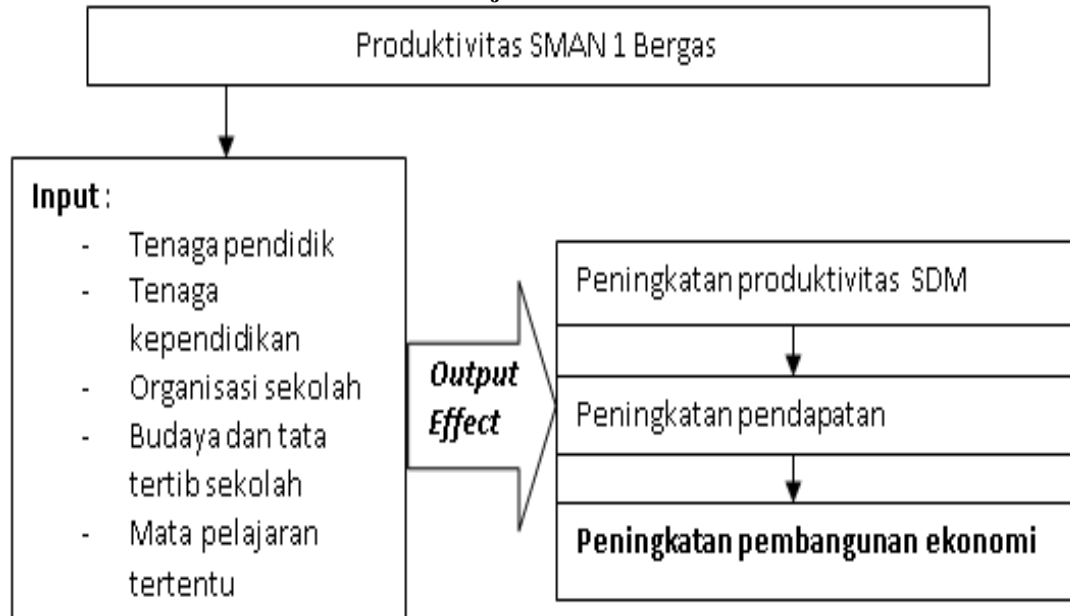 Produktivitas SMAN 1 Bergas
Input :
- Tenaga pendidik
- Tenaga
kependidikan
- Organisasi sekolah
- Budaya dan tata
tertib sekolah
- Mata pelajaran
tertentu
Output
Effect
Peningkatan produktivitas SDM
Peningkatan pendapatan
Peningkatan pembangunan ekonomi